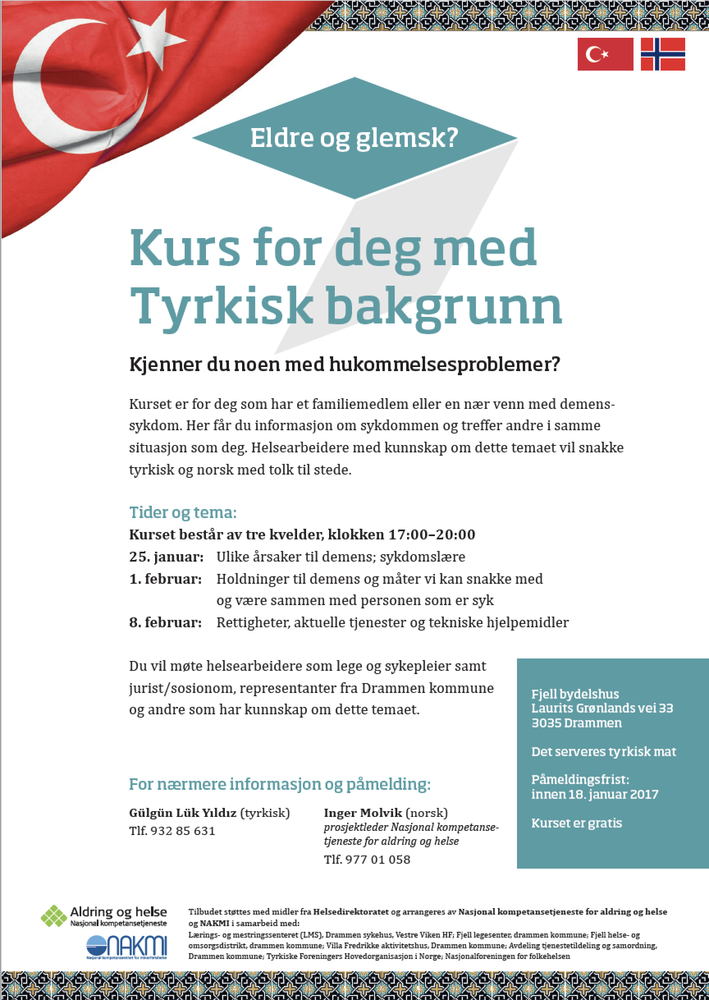 Eldre og glemsk?
Kurs for deg med
Tyrkisk bakgrunn
Kjenner du noen med hukommelsesproblemer?
Kurset er for deg som har et familiemedlem eller en nær venn med demens-
sykdom. Her får du informasjon om sykdommen og treffer andre i samme
situasjon som deg. Helsearbeidere med kunnskap om dette temaet vil snakke
tyrkisk og norsk med tolk til stede.
Tider og tema:
Kurset består av tre kvelder, klokken 17:00–20:00
25. januar: Ulike årsaker til demens; sykdomslære
1. februar: Holdninger til demens og måter vi kan snakke med
og være sammen med personen som er syk
8. februar: Rettigheter, aktuelle tjenester og tekniske hjelpemidler
Du vil møte helsearbeidere som lege og sykepleier samt
jurist/sosionom, representanter fra Drammen kommune
og andre som har kunnskap om dette temaet.
Fjell bydelshus
Laurits Grønlands vei 33
3035 Drammen
Det serveres tyrkisk mat
Påmeldingsfrist:
innen 18. januar 2017
Kurset er gratis
For nærmere informasjon og påmelding:
Gülgün Lük Yıldız (tyrkisk)
Tlf. 932 85 631
Inger Molvik (norsk)
prosjektleder Nasjonal kompetanse-
tjeneste for aldring og helse
Tlf. 977 01 058
Aldring og helse
Nasjonal kompetansetjeneste
NAKMI
Nasjonal kompetanseenhet for minoritetshelse
Tilbudet støttes med midler fra Helsedirektoratet og arrangeres av Nasjonal kompetansetjeneste for aldring og helse
og NAKMI i samarbeid med:
Lærings- og mestringssenteret (LMS), Drammen sykehus, Vestre Viken HF; Fjell legesenter, drammen kommune; Fjell helse- og
omsorgsdistrikt, drammen kommune; Villa Fredrikke aktivitetshus, Drammen kommune; Avdeling tjenestetildeling og samordning,
Drammen kommune; Tyrkiske Foreningers Hovedorganisasjon i Norge; Nasjonalforeningen for folkehelsen